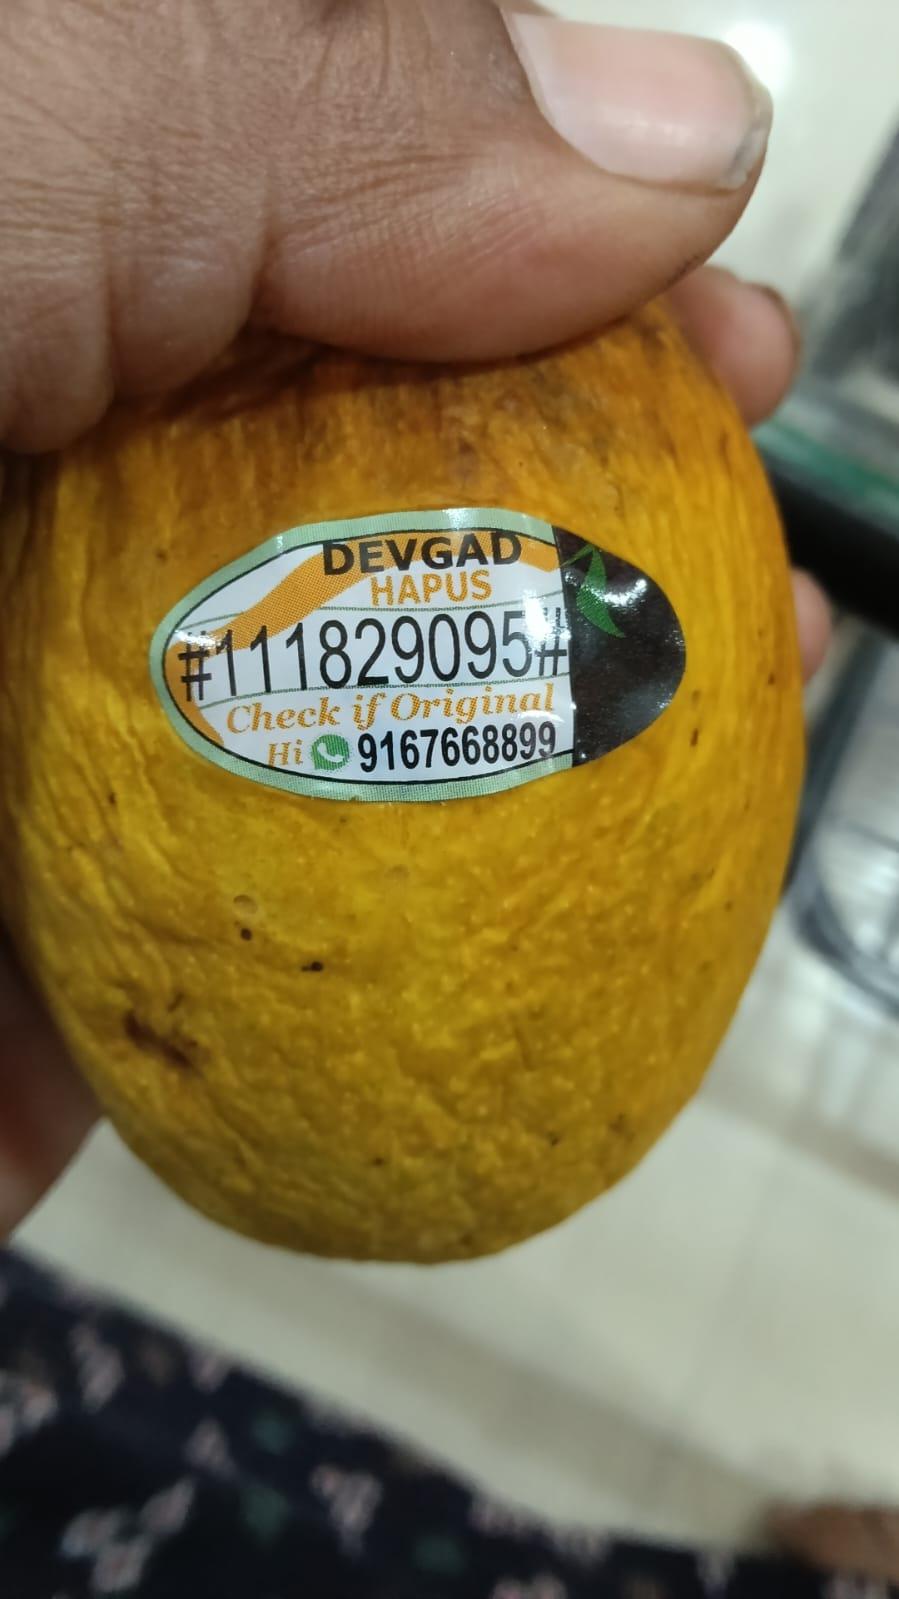 DEVGAD
HAPUS
#111829095#
Check if Original
Hi 9167668899